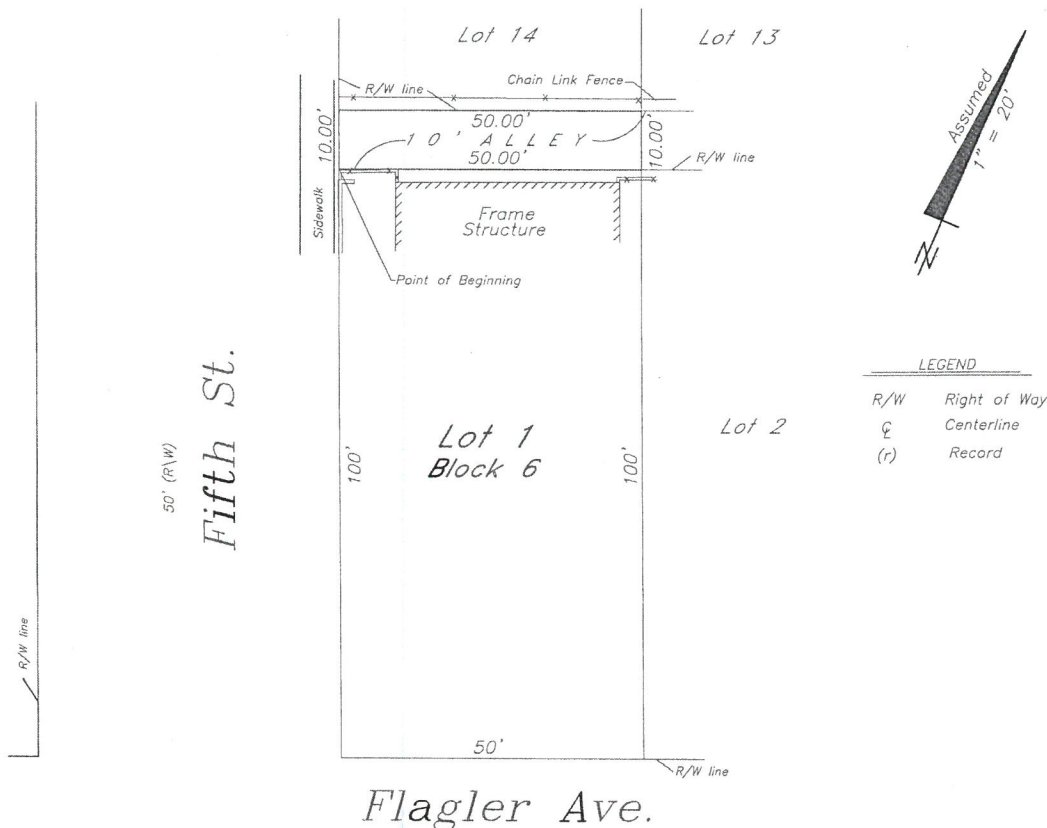 Lot 14
Lot 13
R/W line
Chain Link Fence
Assumed
1" = 20'
10.00'
50.00'
10' ALLEY
50.00'
10.00'
R/W line
Sidewalk
Frame
Structure
Point of Beginning
N
Fifth St.
50' (R\W)
LEGEND
R/W Right of Way
℄ Centerline
(r) Record
Lot 1
Block 6
Lot 2
100'
100'
R/W line
50'
R/W line
Flagler Ave.